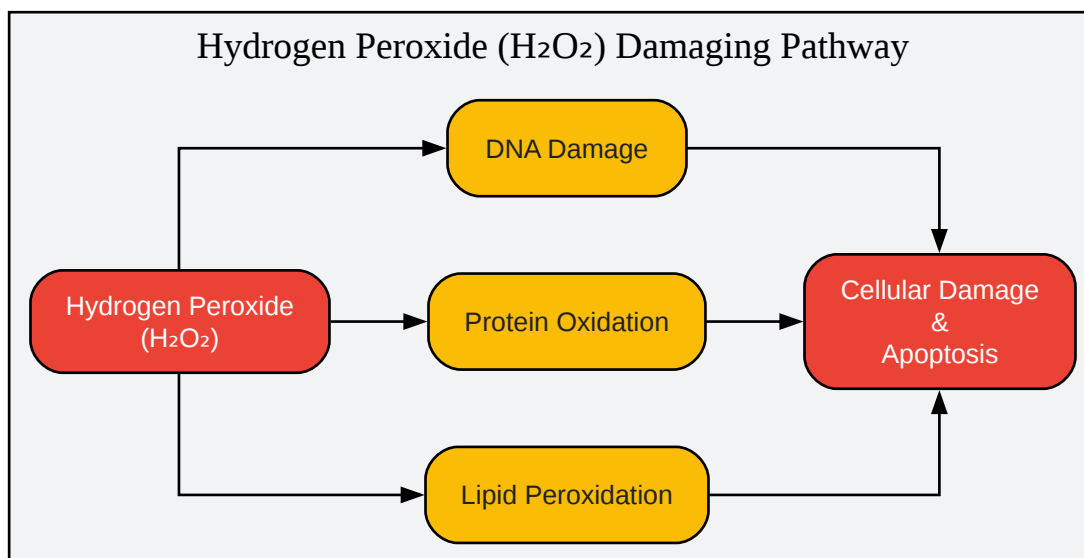 Hydrogen Peroxide (H₂O₂) Damaging Pathway
DNA Damage
Hydrogen Peroxide
(H₂O₂)
Protein Oxidation
Cellular Damage
&
Apoptosis
Lipid Peroxidation